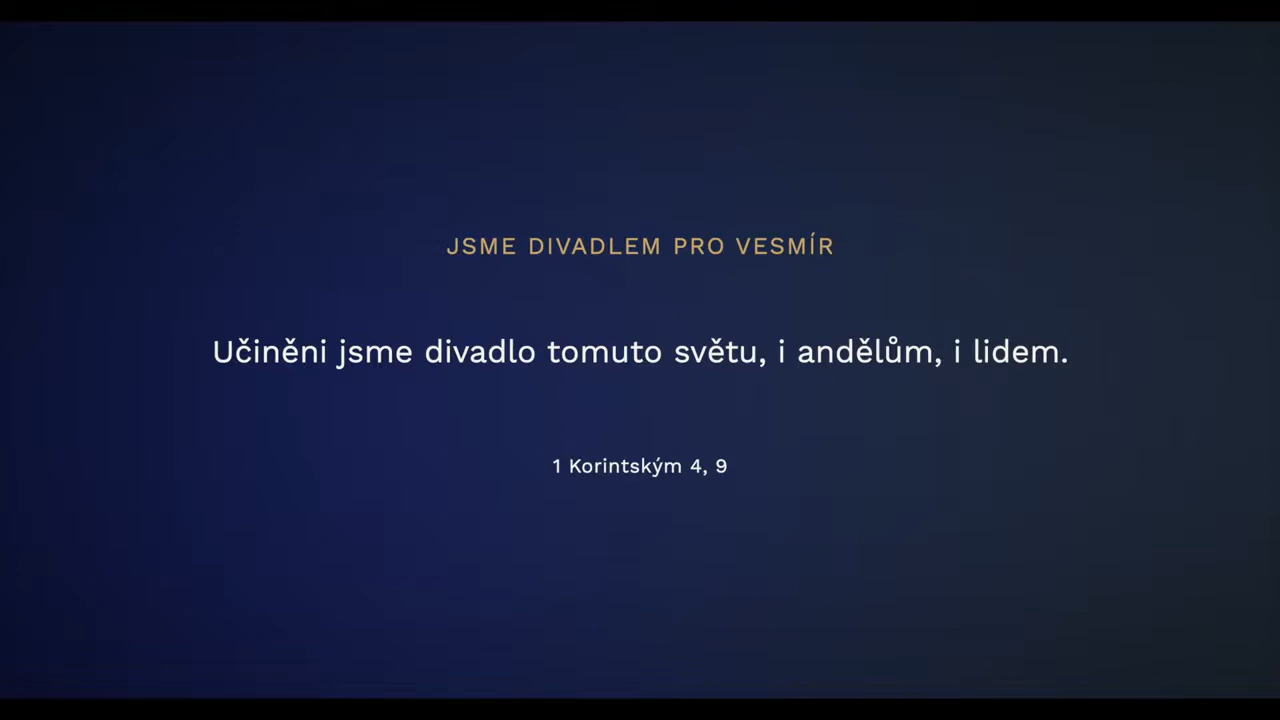 JSME DIVADLEM PRO VESMÍR
Učiněni jsme divadlo tomuto světu, i andělům, i lidem.
1 Korintským 4, 9